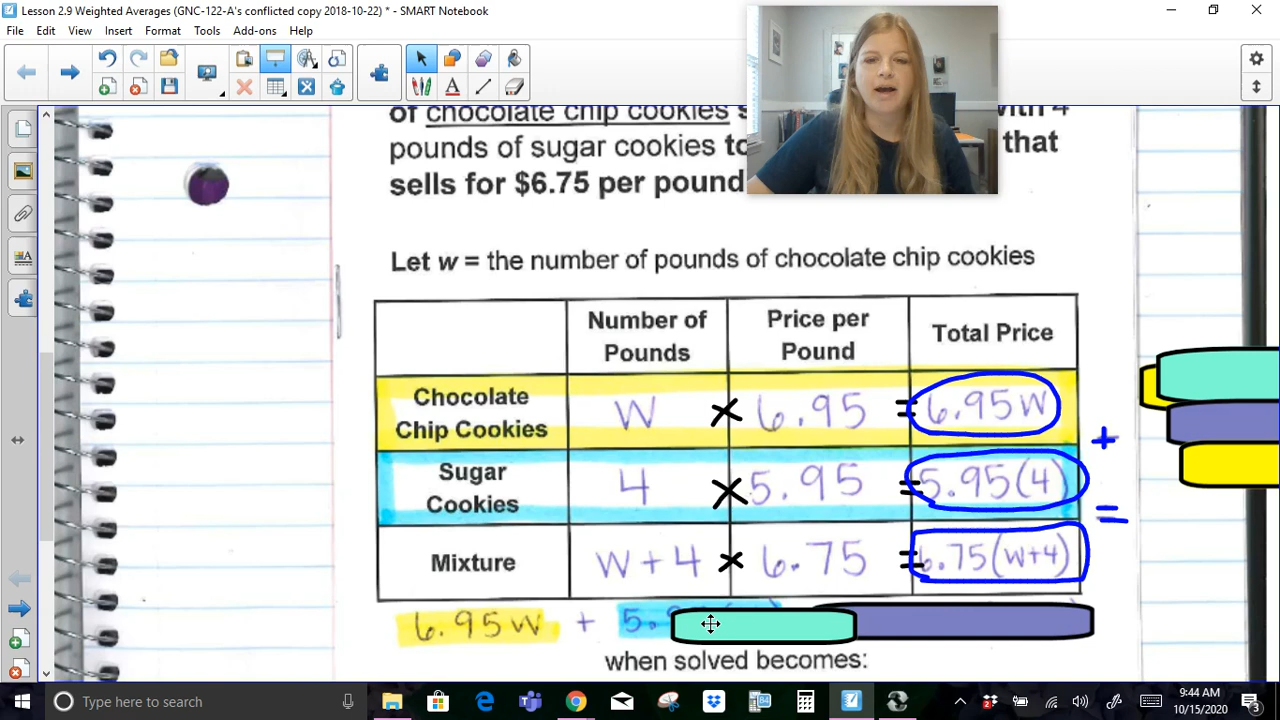 Lesson 2.9 Weighted Averages (GNC-122-A's conflicted copy 2018-10-22) * - SMART Notebook
File Edit View Insert Format Tools Add-ons Help
of chocolate chip cookies
with 4
pounds of sugar cookies
that
sells for $6.75 per pound
Let w = the number of pounds of chocolate chip cookies
Number of Pounds
Price per Pound
Total Price
Chocolate Chip Cookies
W × 6.95 = 6.95W
+
Sugar Cookies
4 × 5.95 = 5.95(4)
=
Mixture
W+4 × 6.75 = 6.75(W+4)
6.95W + 5.
when solved becomes:
Type here to search
9:44 AM
10/15/2020
3